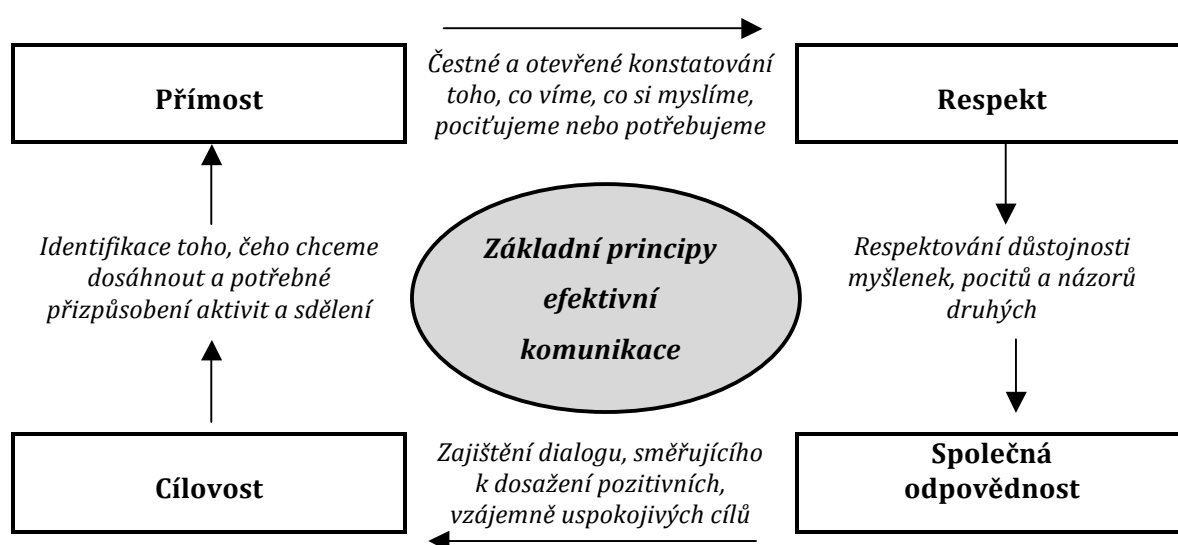 Přímost
Čestné a otevřené konstatování
toho, co víme, co si myslíme,
pociťujeme nebo potřebujeme
Respekt
Identifikace toho, čeho chceme
dosáhnout a potřebné
přizpůsobení aktivit a sdělení
Základní principy
efektivní
komunikace
Respektování důstojnosti
myšlenek, pocitů a názorů
druhých
Cílovost
Zajištění dialogu, směřujícího
k dosažení pozitivních,
vzájemně uspokojivých cílů
Společná
odpovědnost